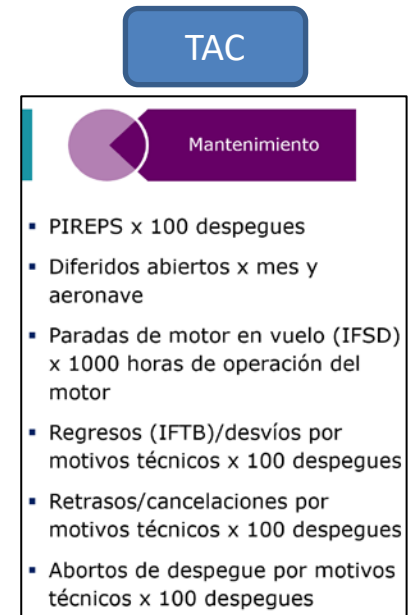 TAC
Mantenimiento
▪ PIREPS x 100 despegues
▪ Diferidos abiertos x mes y
aeronave
▪ Paradas de motor en vuelo (IFSD)
x 1000 horas de operación del
motor
▪ Regresos (IFTB)/desvíos por
motivos técnicos x 100 despegues
▪ Retrasos/cancelaciones por
motivos técnicos x 100 despegues
▪ Abortos de despegue por motivos
técnicos x 100 despegues